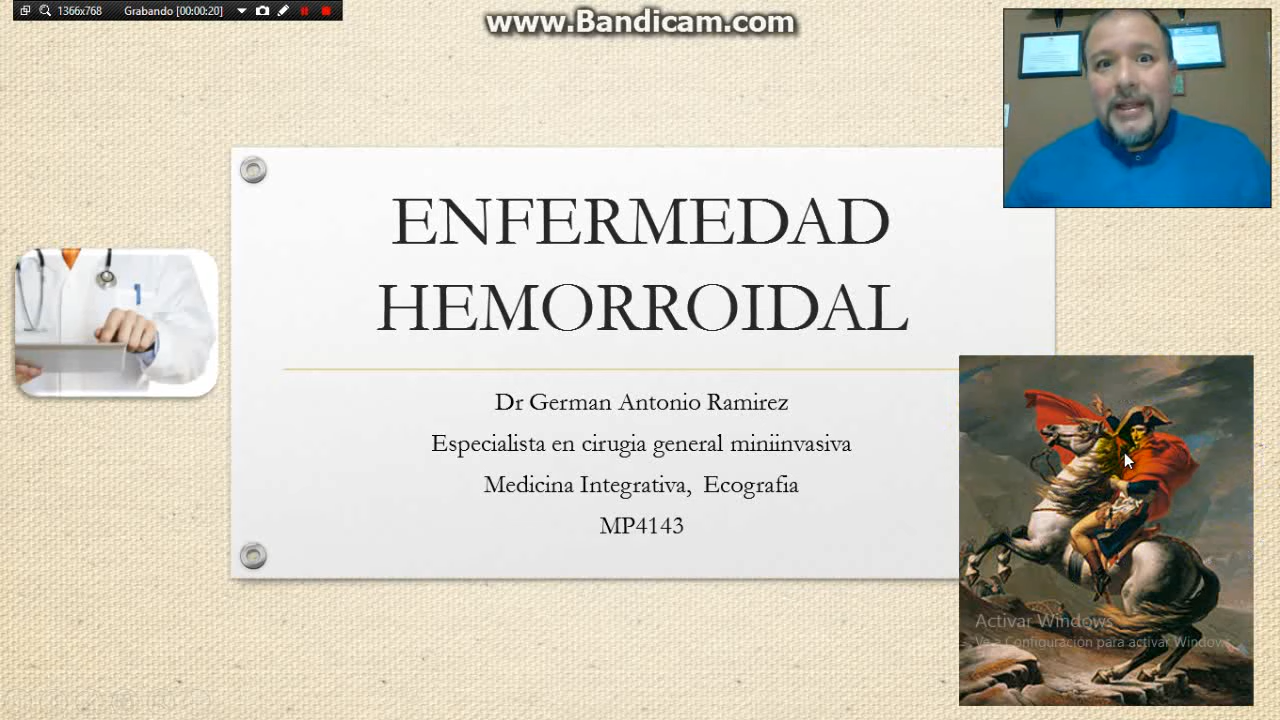 1366x768 Grabando [00:00:20]
www.Bandicam.com
ENFERMEDAD
HEMORROIDAL
Dr German Antonio Ramirez
Especialista en cirugia general miniinvasiva
Medicina Integrativa, Ecografia
MP4143
Activar Windows
Ve a Configuración para activar Windows.